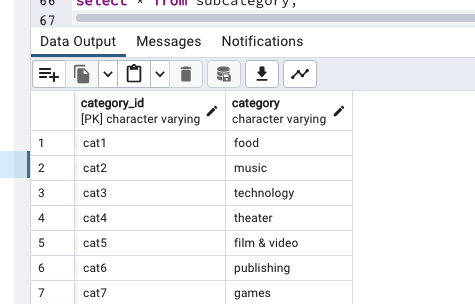 66 select * from subcategory;
67
Data Output Messages Notifications
category_id category
[PK] character varying character varying
1 cat1 food
2 cat2 music
3 cat3 technology
4 cat4 theater
5 cat5 film & video
6 cat6 publishing
7 cat7 games